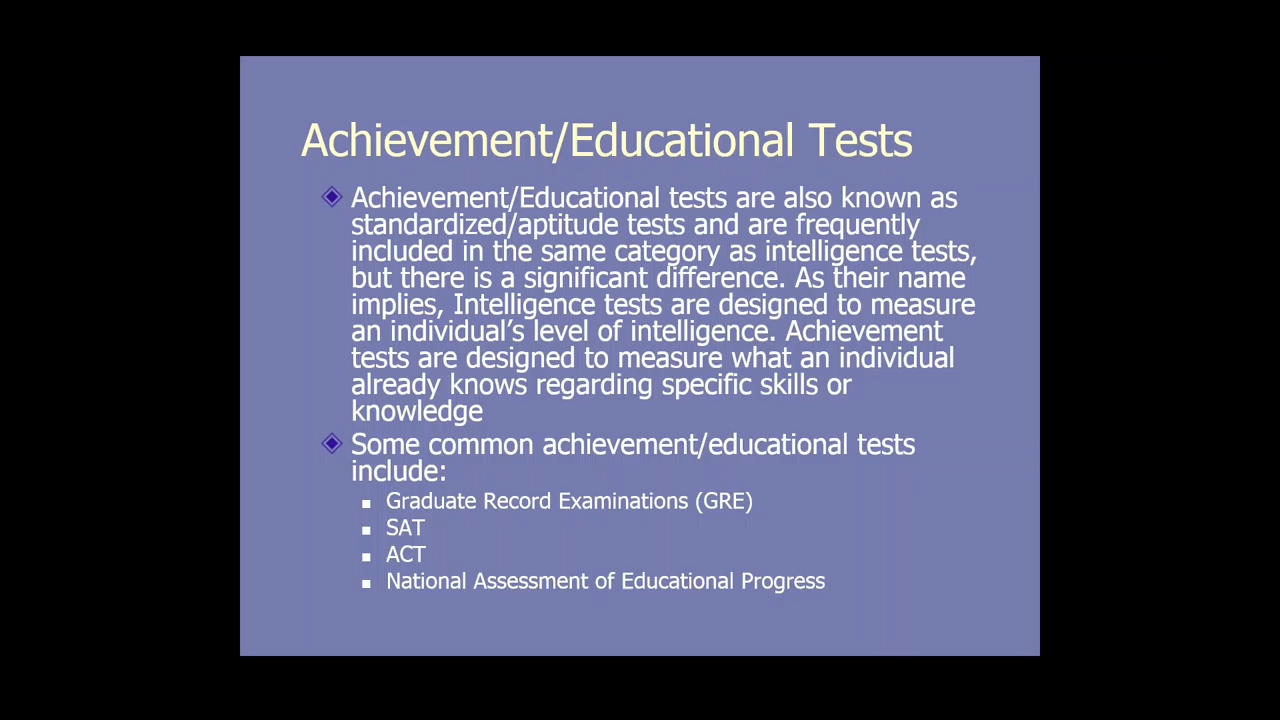 Achievement/Educational Tests
Achievement/Educational tests are also known as
standardized/aptitude tests and are frequently
included in the same category as intelligence tests,
but there is a significant difference. As their name
implies, Intelligence tests are designed to measure
an individual’s level of intelligence. Achievement
tests are designed to measure what an individual
already knows regarding specific skills or
knowledge
Some common achievement/educational tests
include:
Graduate Record Examinations (GRE)
SAT
ACT
National Assessment of Educational Progress